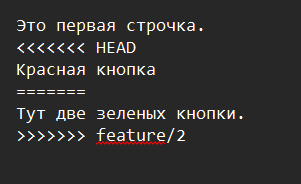 Это первая строчка.
<<<<<<< HEAD
Красная кнопка
=======
Тут две зеленых кнопки.
>>>>>>> feature/2